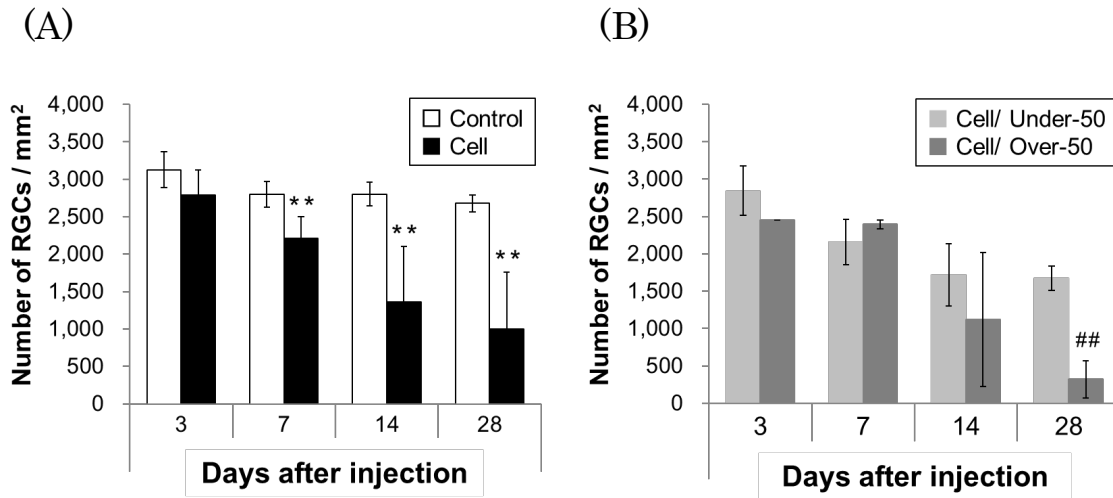 (A)
Number of RGCs / mm²
4,000
3,500
3,000
2,500
2,000
1,500
1,000
500
0
Control
Cell
**
**
**
3 7 14 28
Days after injection
(B)
Number of RGCs / mm²
4,000
3,500
3,000
2,500
2,000
1,500
1,000
500
0
Cell/ Under-50
Cell/ Over-50
##
3 7 14 28
Days after injection